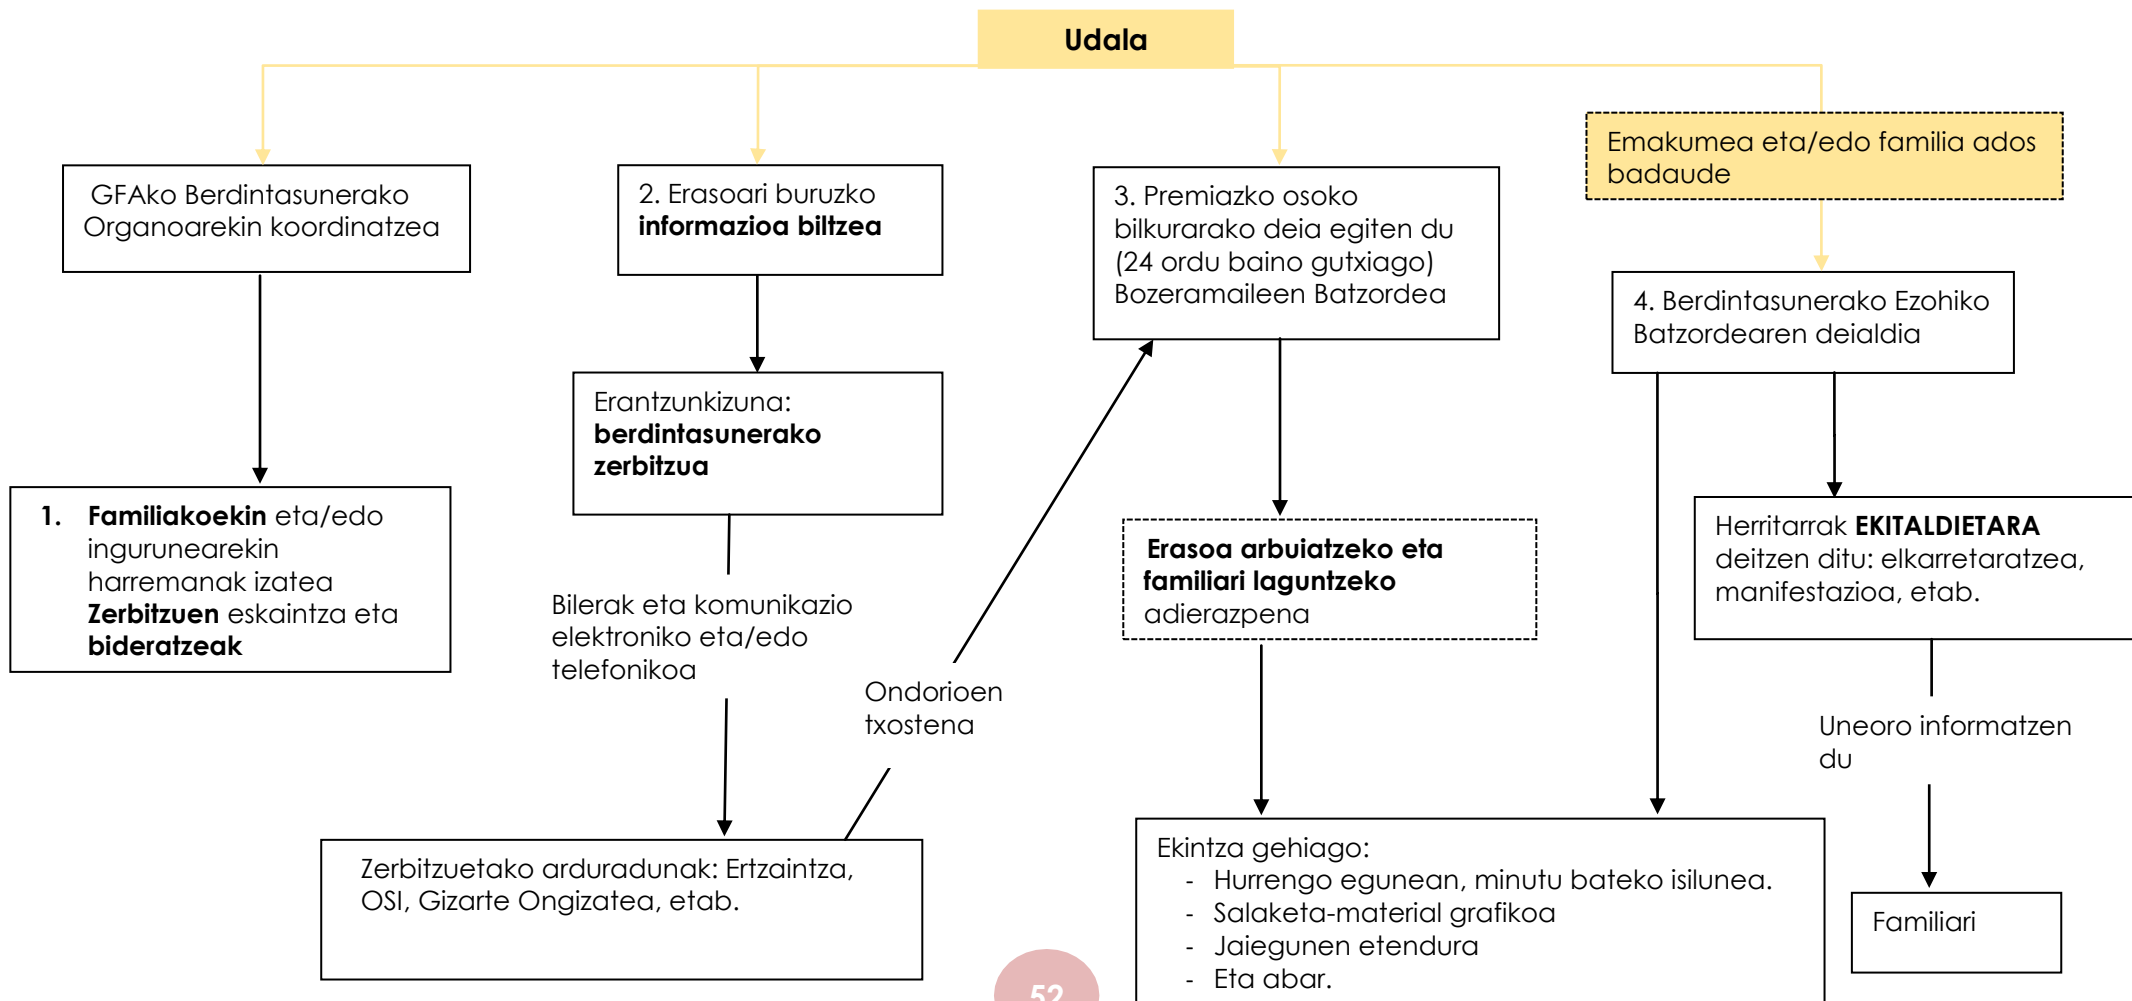 Udala
GFAko Berdintasunerako
Organoarekin koordinatzea
1. Familiakoekin eta/edo
ingurunearekin
harremanak izatea
Zerbitzuen eskaintza eta
bideratzeak
2. Erasoari buruzko
informazioa biltzea
Erantzunkizuna:
berdintasunerako
zerbitzua
Bilerak eta komunikazio
elektroniko eta/edo
telefonikoa
Zerbitzuetako arduradunak: Ertzaintza,
OSI, Gizarte Ongizatea, etab.
Ondorioen
txostena
3. Premiazko osoko
bilkurarako deia egiten du
(24 ordu baino gutxiago)
Bozeramaileen Batzordea
Erasoa arbuiatzeko eta
familiari laguntzeko
adierazpena
Emakumea eta/edo familia ados
badaude
4. Berdintasunerako Ezohiko
Batzordearen deialdia
Herritarrak EKITALDIETARA
deitzen ditu: elkarretaratzea,
manifestazioa, etab.
Uneoro informatzen
du
Familiari
Ekintza gehiago:
- Hurrengo egunean, minutu bateko isilunea.
- Salaketa-material grafikoa
- Jaiegunen etendura
- Eta abar.
52